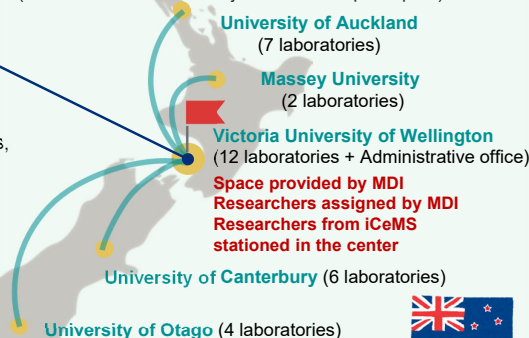 University of Auckland
(7 laboratories)
Massey University
(2 laboratories)
s,
Victoria University of Wellington
(12 laboratories + Administrative office)
Space provided by MDI
Researchers assigned by MDI
Researchers from iCeMS
stationed in the center
University of Canterbury (6 laboratories)
University of Otago (4 laboratories)